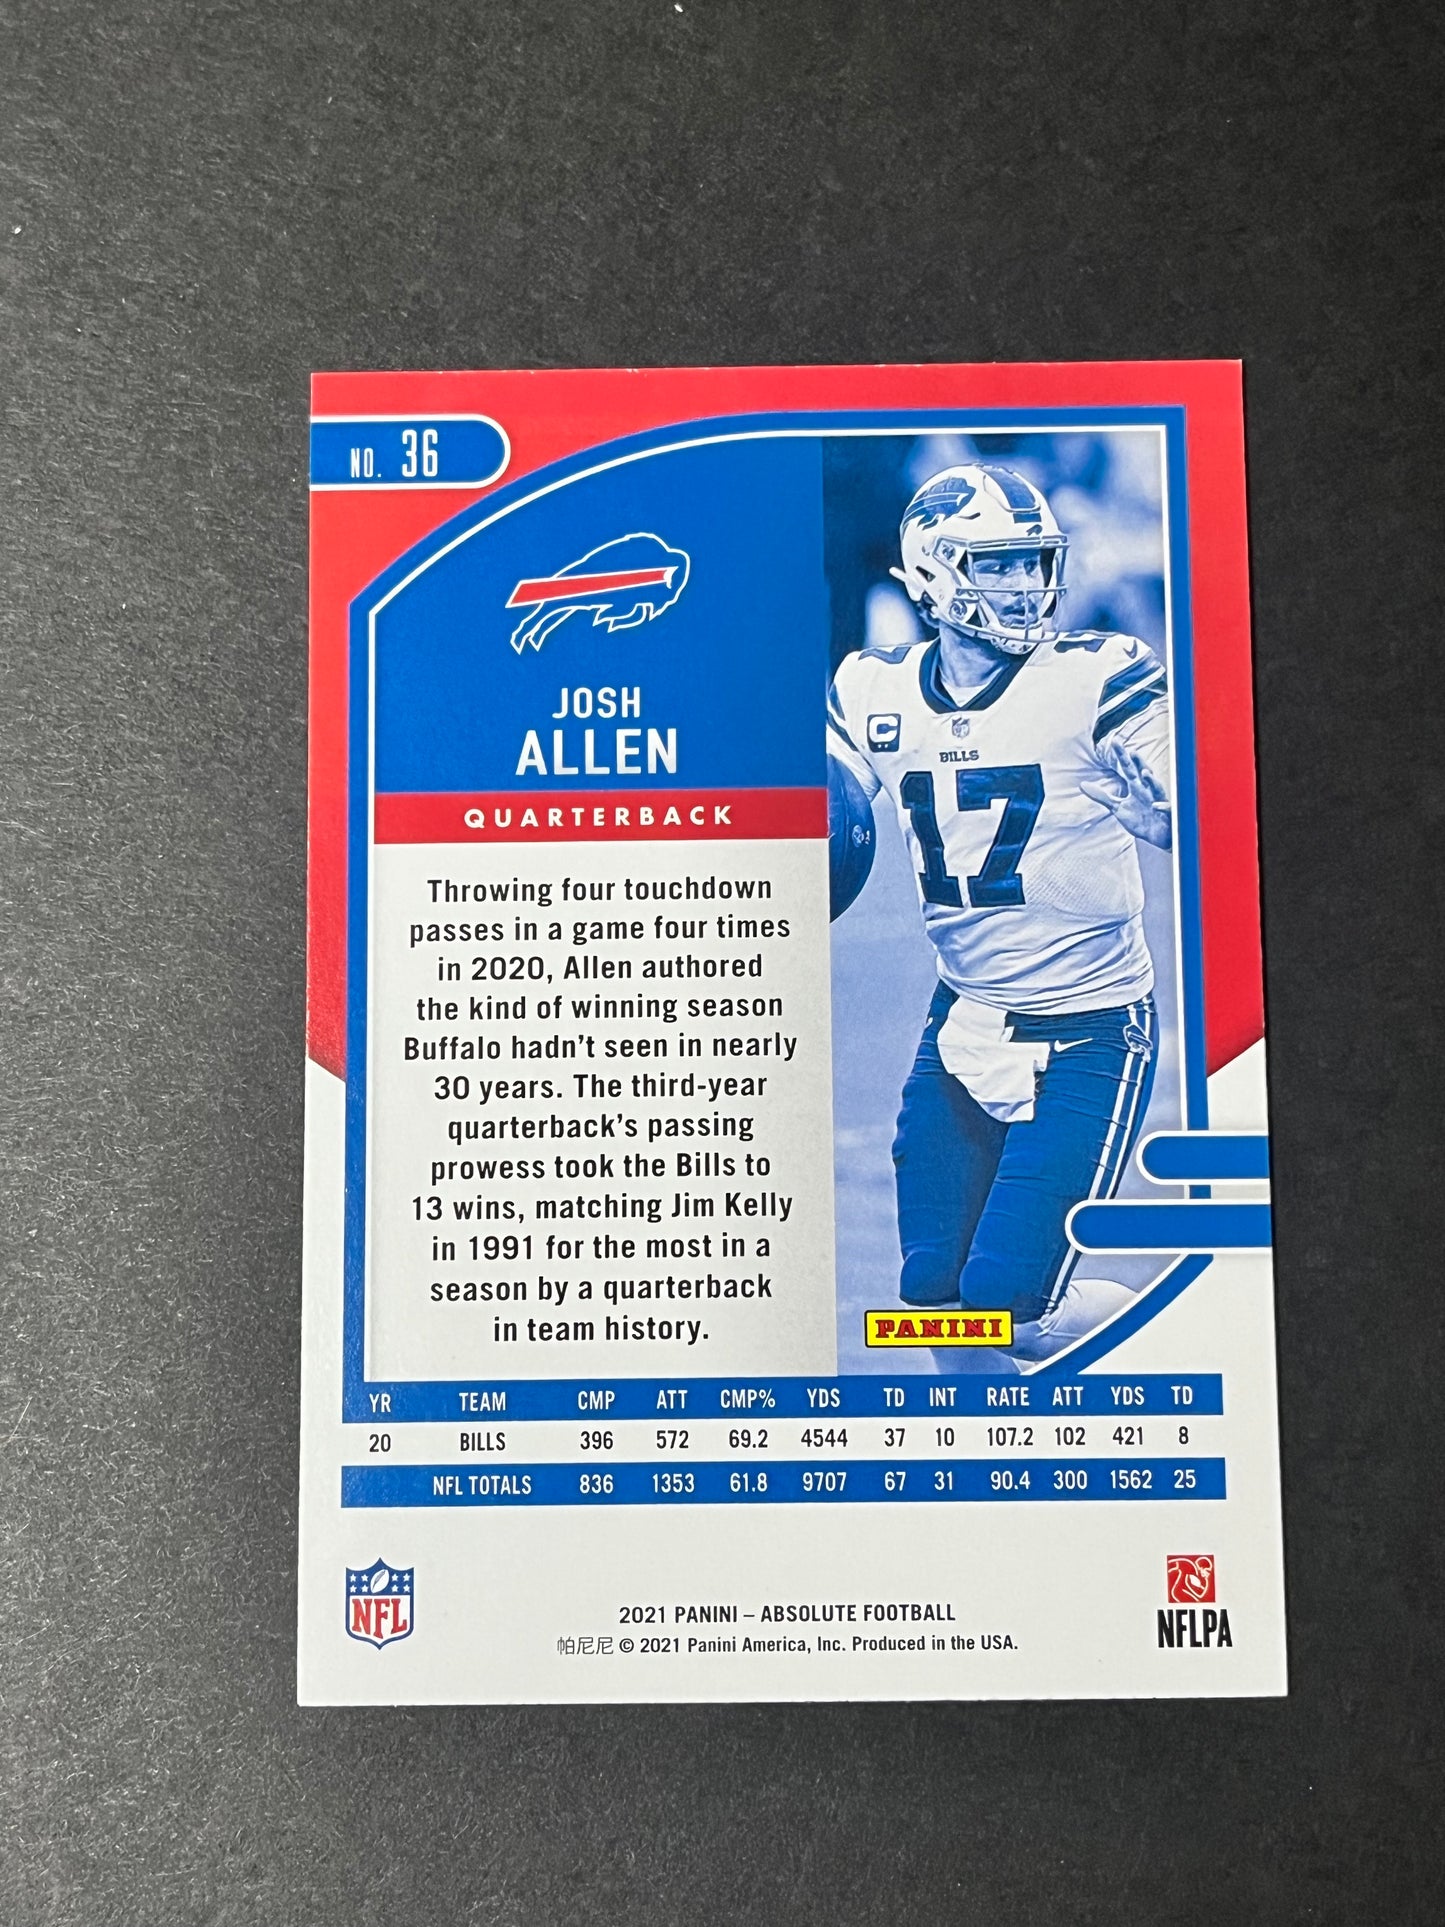 NO. 36
JOSH
ALLEN
QUARTERBACK
C
BILLS
17
17
Throwing four touchdown
passes in a game four times
in 2020, Allen authored
the kind of winning season
Buffalo hadn't seen in nearly
30 years. The third-year
quarterback's passing
prowess took the Bills to
13 wins, matching Jim Kelly
in 1991 for the most in a
season by a quarterback
in team history.
PANINI
YR TEAM CMP ATT CMP% YDS TD INT RATE ATT YDS TD
20 BILLS 396 572 69.2 4544 37 10 107.2 102 421 8
NFL TOTALS 836 1353 61.8 9707 67 31 90.4 300 1562 25
NFL
2021 PANINI – ABSOLUTE FOOTBALL
帕尼尼 © 2021 Panini America, Inc. Produced in the USA.
NFLPA